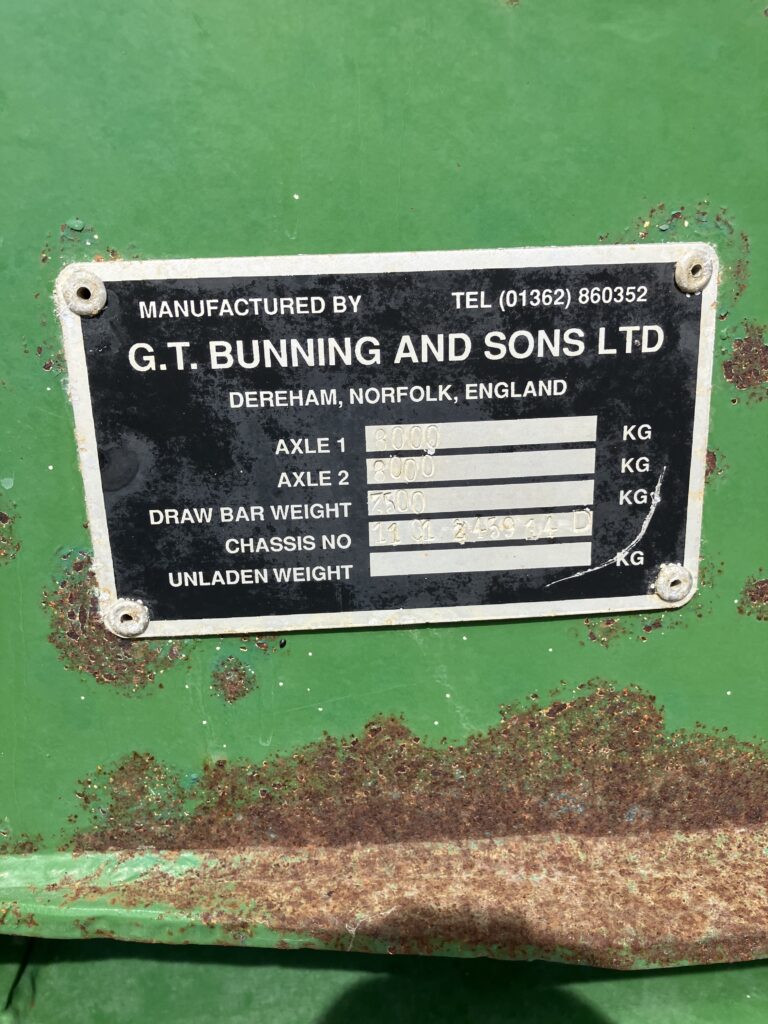 MANUFACTURED BY TEL (01362) 860352
G.T. BUNNING AND SONS LTD
DEREHAM, NORFOLK, ENGLAND
AXLE 1 8000 KG
AXLE 2 8000 KG
DRAW BAR WEIGHT 2500 KG
CHASSIS NO D
UNLADEN WEIGHT KG